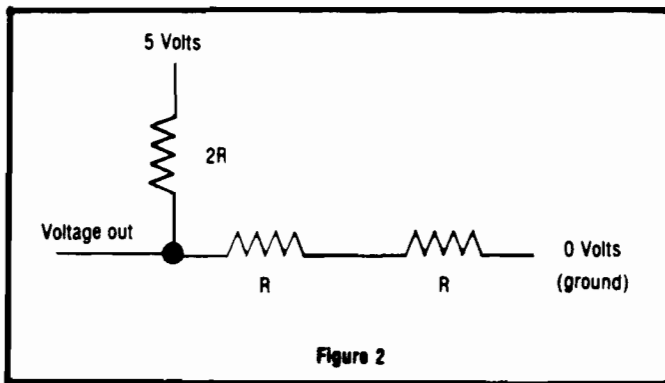 5 Volts
2R
Voltage out
0 Volts
R
R
(ground)
Figure 2